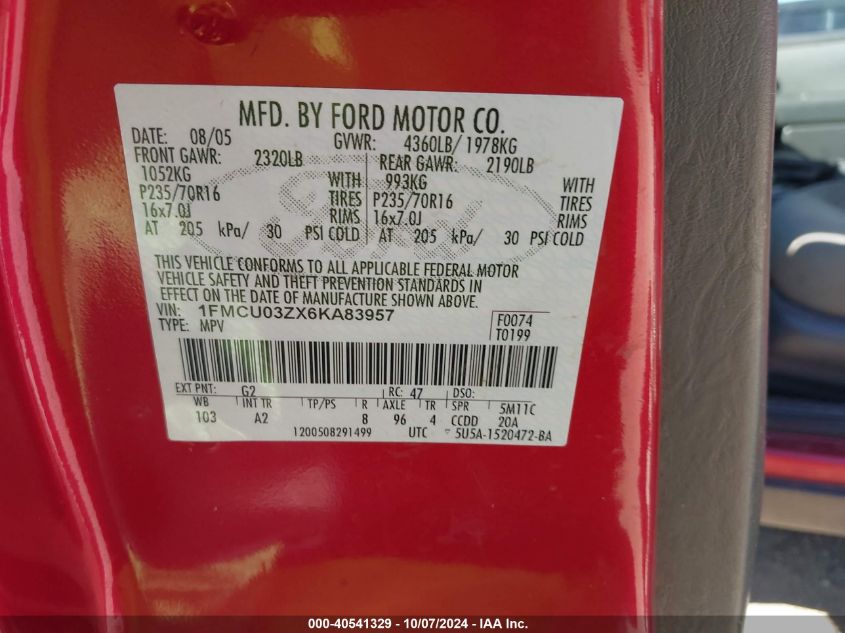 MFD. BY FORD MOTOR CO.
DATE: 08/05 GVWR: 4360LB/1978KG
FRONT GAWR: 2320LB REAR GAWR: 2190LB
1052KG WITH 993KG WITH
P235/70R16 TIRES P235/70R16 TIRES
16x7.0J RIMS 16x7.0J RIMS
AT 205 kPa/ 30 PSI COLD AT 205 kPa/ 30 PSI COLD
Ford
THIS VEHICLE CONFORMS TO ALL APPLICABLE FEDERAL MOTOR
VEHICLE SAFETY AND THEFT PREVENTION STANDARDS IN
EFFECT ON THE DATE OF MANUFACTURE SHOWN ABOVE.
VIN: 1FMCU03ZX6KA83957 F0074
TYPE: MPV T0199
EXT PNT: G2 RC: 47 DSO:
WB INT TR TP/PS R AXLE TR SPR 5M11C
103 A2 8 96 4 CCDD 20A
1200508291499 UTC 5U5A-1520472-BA
000-40541329 - 10/07/2024 - IAA Inc.